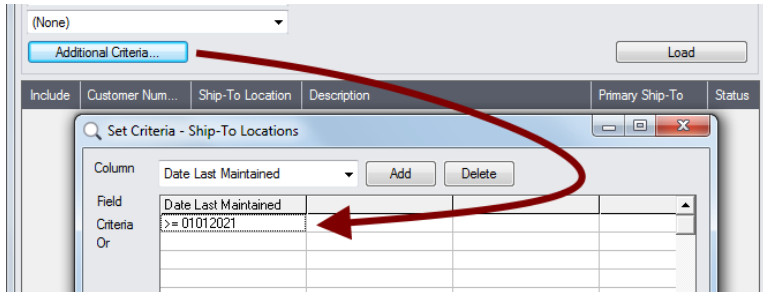 (None)
Additional Criteria...
Load
Include Customer Num... Ship-To Location Description Primary Ship-To Status
Set Criteria - Ship-To Locations
Column Date Last Maintained Add Delete
Field Date Last Maintained
Criteria >= 01012021
Or